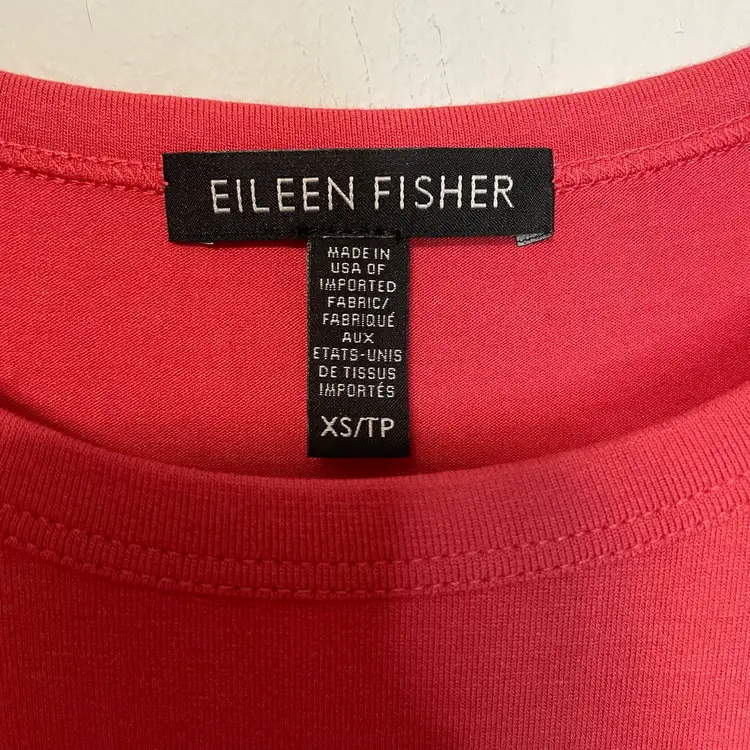 EILEEN FISHER
MADE IN
USA OF
IMPORTED
FABRIC/
FABRIQUÉ
AUX
ETATS-UNIS
DE TISSUS
IMPORTÉS
XS/TP